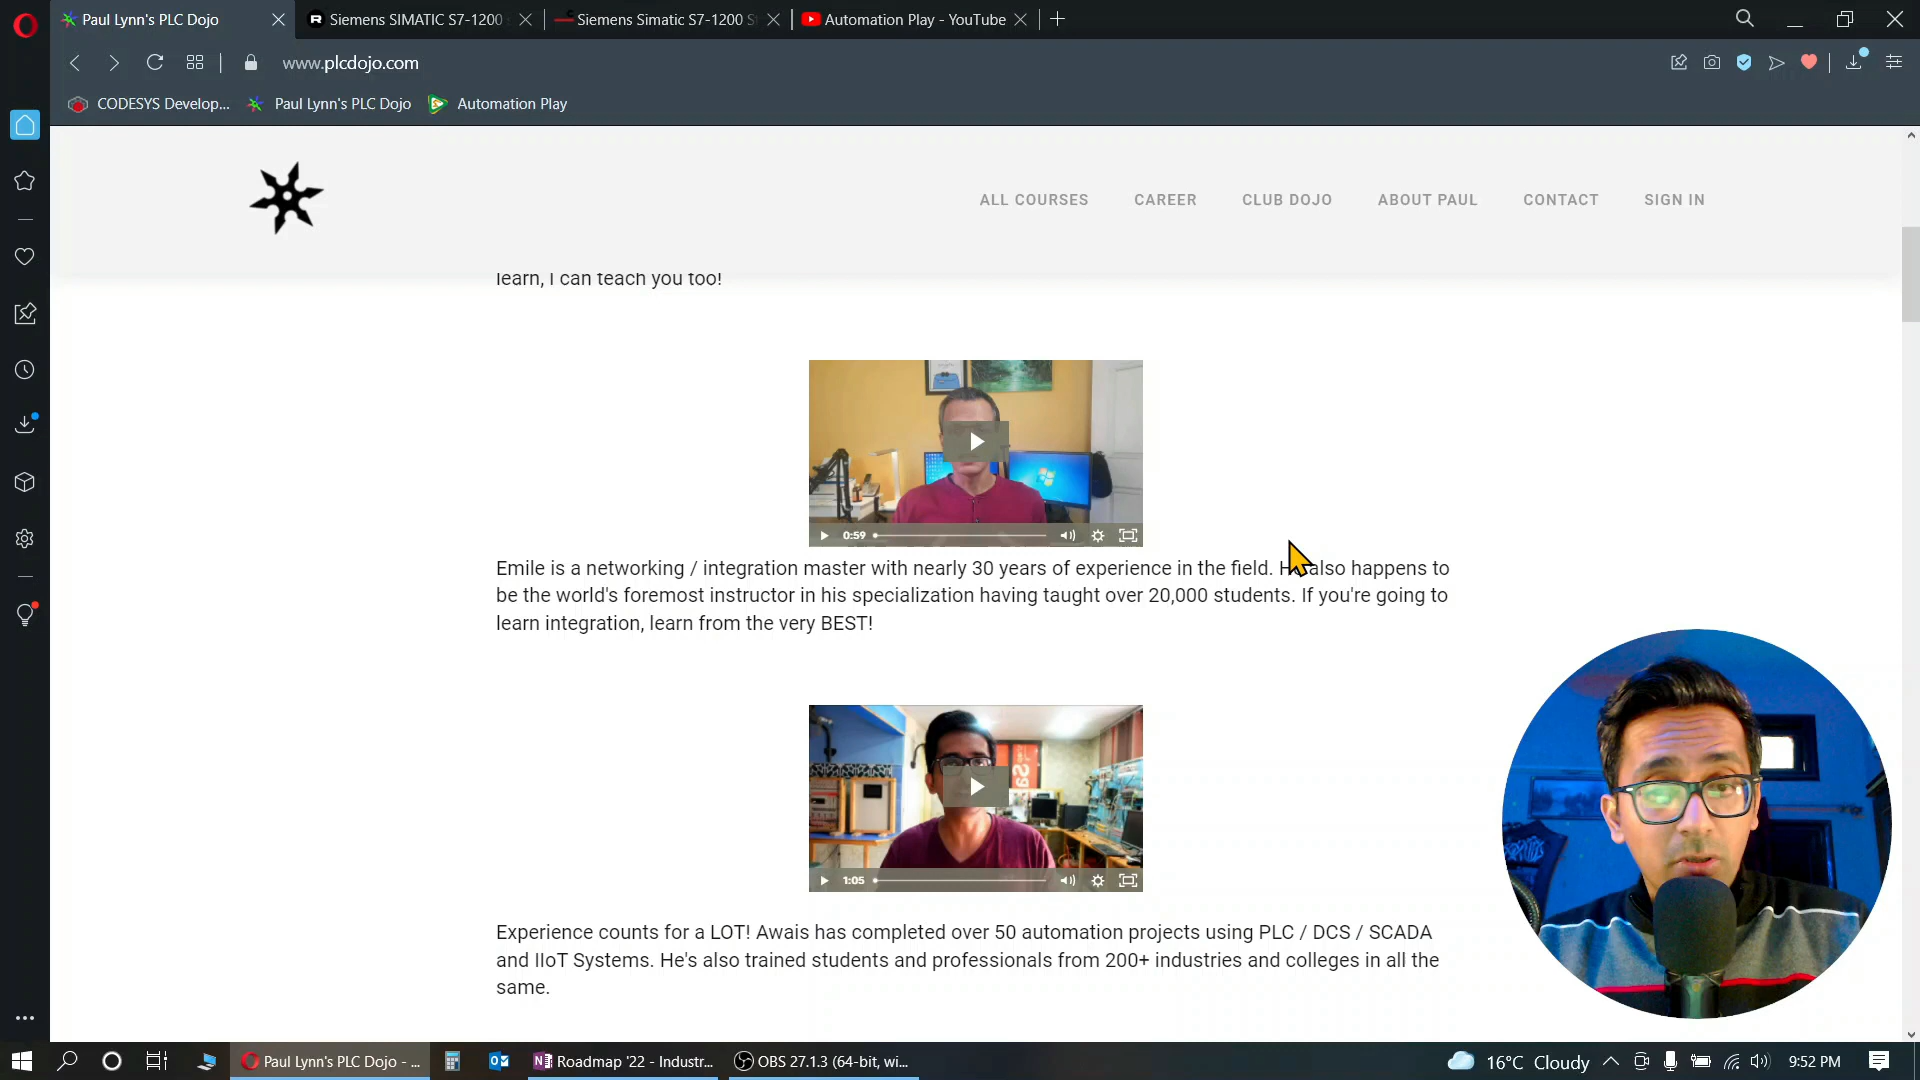 Paul Lynn's PLC Dojo
Siemens SIMATIC S7-1200
Siemens Simatic S7-1200 S
Automation Play - YouTube
www.plcdojo.com
CODESYS Develop...
Paul Lynn's PLC Dojo
Automation Play
ALL COURSES
CAREER
CLUB DOJO
ABOUT PAUL
CONTACT
SIGN IN
learn, I can teach you too!
0:59
Emile is a networking / integration master with nearly 30 years of experience in the field. He also happens to
be the world's foremost instructor in his specialization having taught over 20,000 students. If you're going to
learn integration, learn from the very BEST!
1:05
Experience counts for a LOT! Awais has completed over 50 automation projects using PLC / DCS / SCADA
and IIoT Systems. He's also trained students and professionals from 200+ industries and colleges in all the
same.
Paul Lynn's PLC Dojo - ...
Roadmap '22 - Industr...
OBS 27.1.3 (64-bit, wi...
16°C Cloudy
9:52 PM